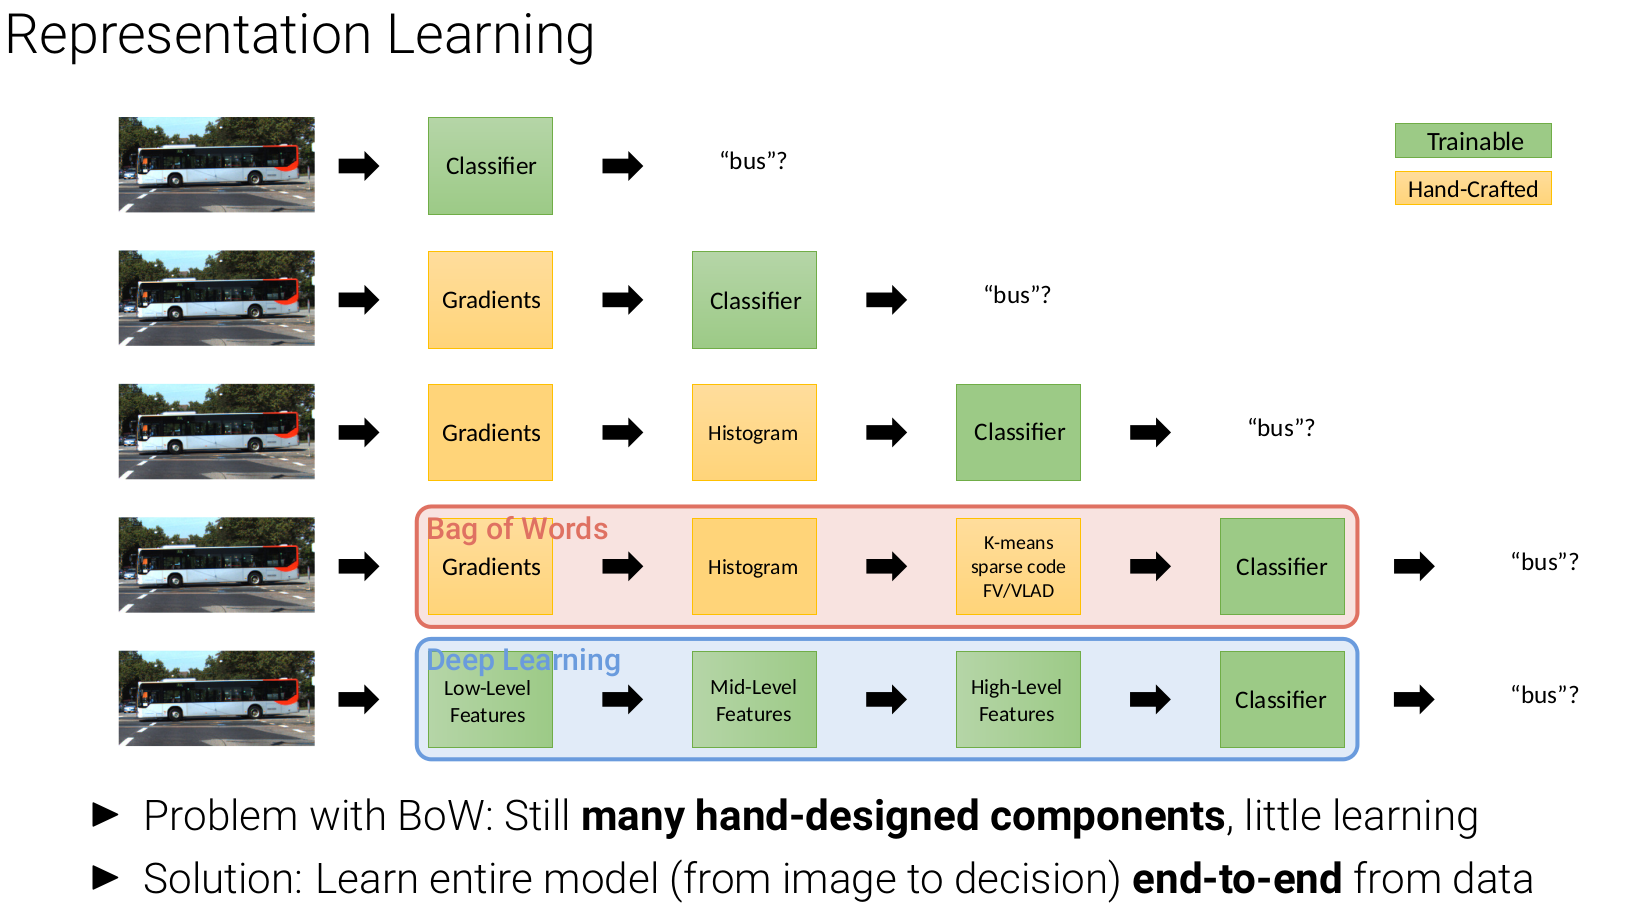 Representation Learning
Classifier
“bus”?
Trainable
Hand-Crafted
Gradients
Classifier
“bus”?
Gradients
Histogram
Classifier
“bus”?
Bag of Words
Gradients
Histogram
K-means
sparse code
FV/VLAD
Classifier
“bus”?
Deep Learning
Low-Level
Features
Mid-Level
Features
High-Level
Features
Classifier
“bus”?
► Problem with BoW: Still many hand-designed components, little learning
► Solution: Learn entire model (from image to decision) end-to-end from data